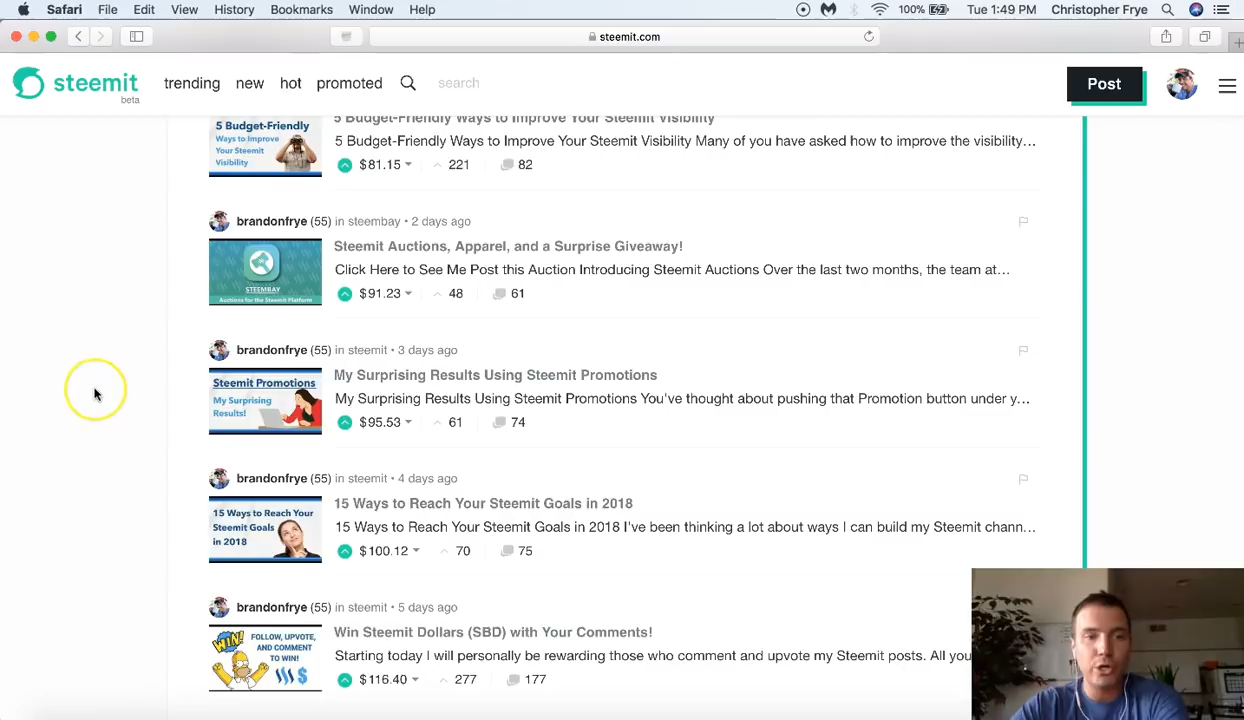 Safari File Edit View History Bookmarks Window Help 100% Tue 1:49 PM Christopher Frye
steemit.com
steemit beta trending new hot promoted search Post
5 Budget-Friendly Ways to Improve Your Steemit Visibility
5 Budget-Friendly
Ways to Improve
Your Steemit
Visibility
5 Budget-Friendly Ways to Improve Your Steemit Visibility Many of you have asked how to improve the visibility…
$81.15 221 82
brandonfrye (55) in steembay • 2 days ago
Steemit Auctions, Apparel, and a Surprise Giveaway!
STEEMBAY
Auctions for the Steemit Platform
Click Here to See Me Post this Auction Introducing Steemit Auctions Over the last two months, the team at…
$91.23 48 61
brandonfrye (55) in steemit • 3 days ago
My Surprising Results Using Steemit Promotions
Steemit Promotions
My Surprising
Results!
My Surprising Results Using Steemit Promotions You've thought about pushing that Promotion button under y…
$95.53 61 74
brandonfrye (55) in steemit • 4 days ago
15 Ways to Reach Your Steemit Goals in 2018
15 Ways to Reach Your
Steemit Goals
in 2018
15 Ways to Reach Your Steemit Goals in 2018 I've been thinking a lot about ways I can build my Steemit chann…
$100.12 70 75
brandonfrye (55) in steemit • 5 days ago
Win Steemit Dollars (SBD) with Your Comments!
WIN!
FOLLOW, UPVOTE,
AND COMMENT
TO WIN!
$
Starting today I will personally be rewarding those who comment and upvote my Steemit posts. All you
$116.40 277 177